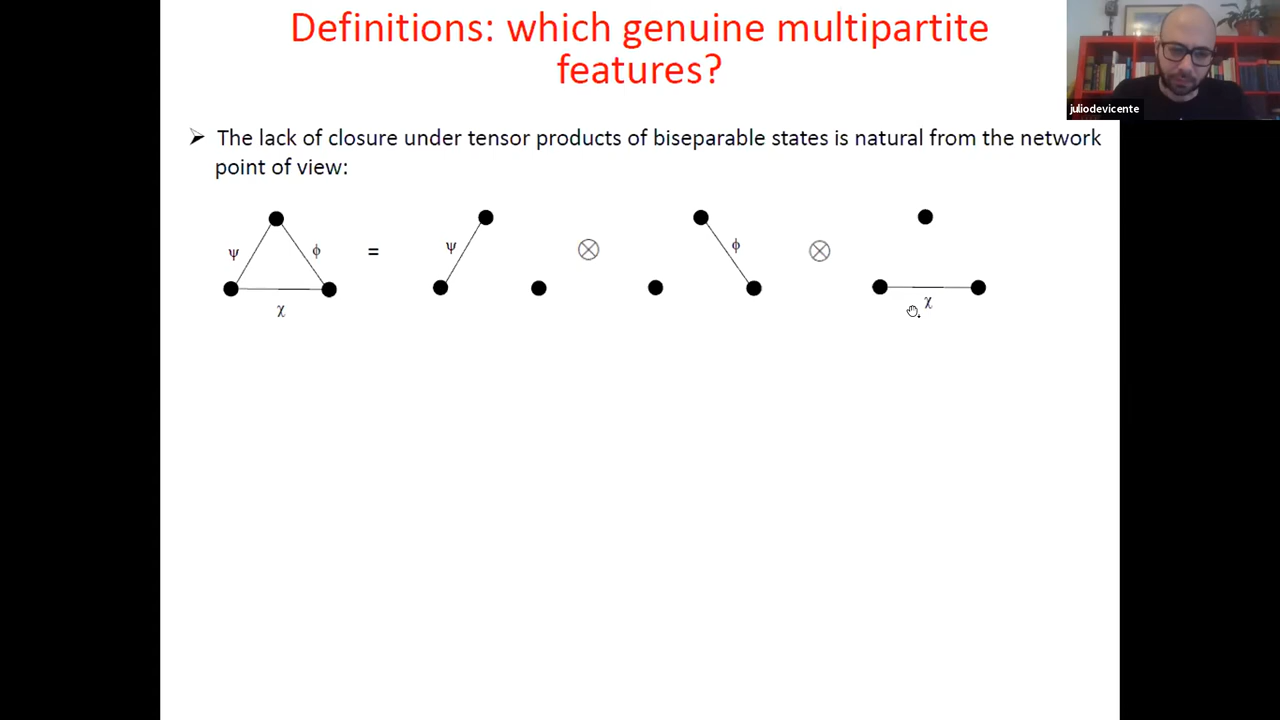 Definitions: which genuine multipartite
features?
juliodevicente
➢ The lack of closure under tensor products of biseparable states is natural from the network
point of view:
ψ ϕ = ψ ⊗ ϕ ⊗
χ χ